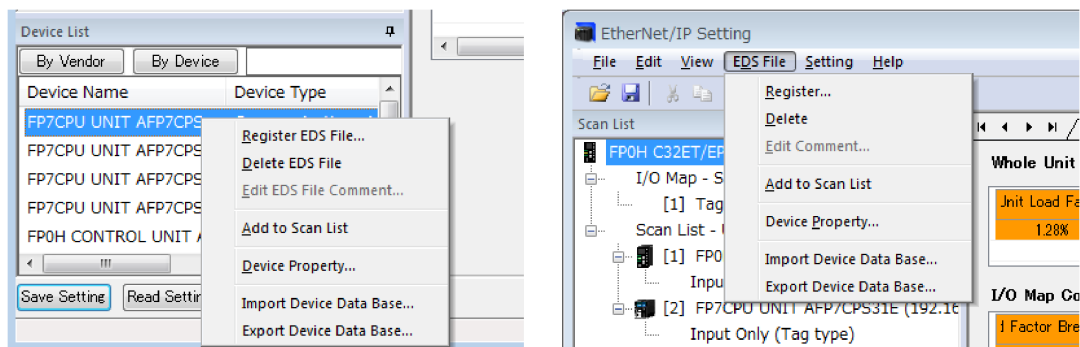 Device List
By Vendor By Device
Device Name Device Type
FP7CPU UNIT AFP7CPS
FP7CPU UNIT AFP7CPS
FP7CPU UNIT AFP7CPS
FP7CPU UNIT AFP7CPS
FP0H CONTROL UNIT
Save Setting Read Settin
Register EDS File...
Delete EDS File
Edit EDS File Comment...
Add to Scan List
Device Property...
Import Device Data Base...
Export Device Data Base...
EtherNet/IP Setting
File Edit View EDS File Setting Help
Scan List
FP0H C32ET/EP
I/O Map - S
[1] Tag
Scan List -
[1] FP0
Inpu
[2] FP7CPU UNIT AFP7CPS31E (192.16
Input Only (Tag type)
Register...
Delete
Edit Comment...
Add to Scan List
Device Property...
Import Device Data Base...
Export Device Data Base...
Whole Unit
Unit Load Fa
1.28%
I/O Map Co
Factor Bre